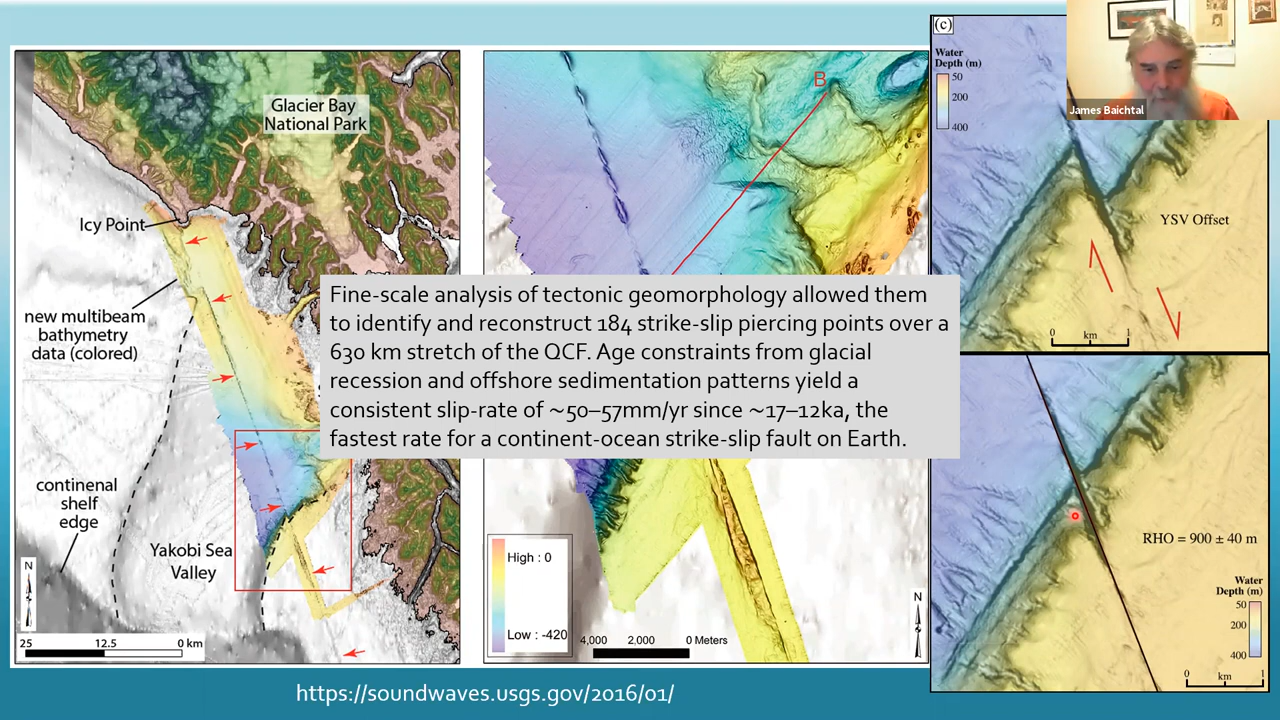 Glacier Bay
National Park
Icy Point
new multibeam
bathymetry
data (colored)
continenal
shelf
edge
Yakobi Sea
Valley
N
25 12.5 0 km
B
Fine-scale analysis of tectonic geomorphology allowed them
to identify and reconstruct 184 strike-slip piercing points over a
630 km stretch of the QCF. Age constraints from glacial
recession and offshore sedimentation patterns yield a
consistent slip-rate of ~50–57mm/yr since ~17–12ka, the
fastest rate for a continent-ocean strike-slip fault on Earth.
High : 0
Low : -420
4,000 2,000 0 Meters
N
(c)
Water
Depth (m)
50
200
400
James Baichtal
YSV Offset
0 km 1
RHO = 900 ± 40 m
Water
Depth (m)
50
200
400
0 km 1
https://soundwaves.usgs.gov/2016/01/